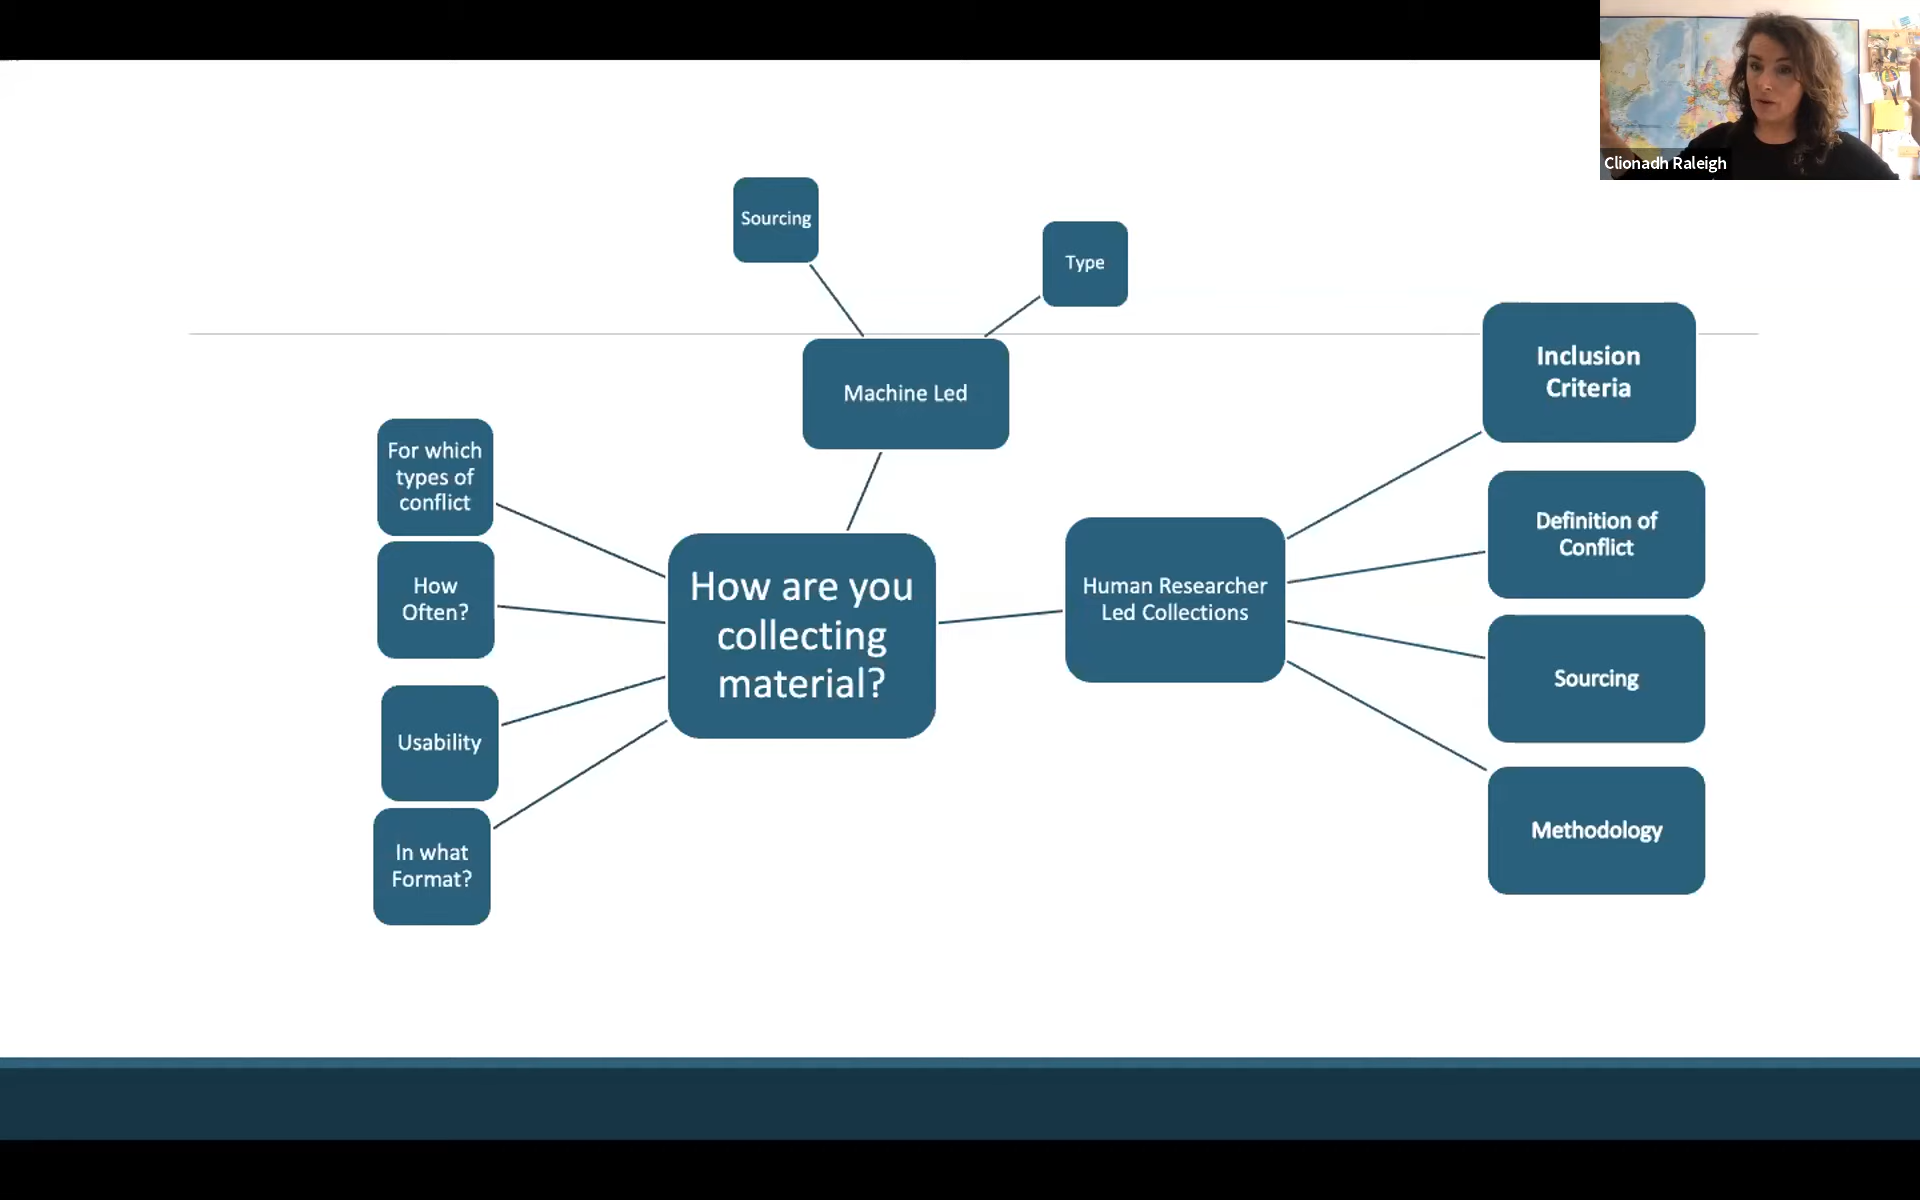 Clionadh Raleigh
Sourcing
Type
Machine Led
Inclusion
Criteria
For which
types of
conflict
How
Often?
Usability
In what
Format?
How are you
collecting
material?
Human Researcher
Led Collections
Definition of
Conflict
Sourcing
Methodology